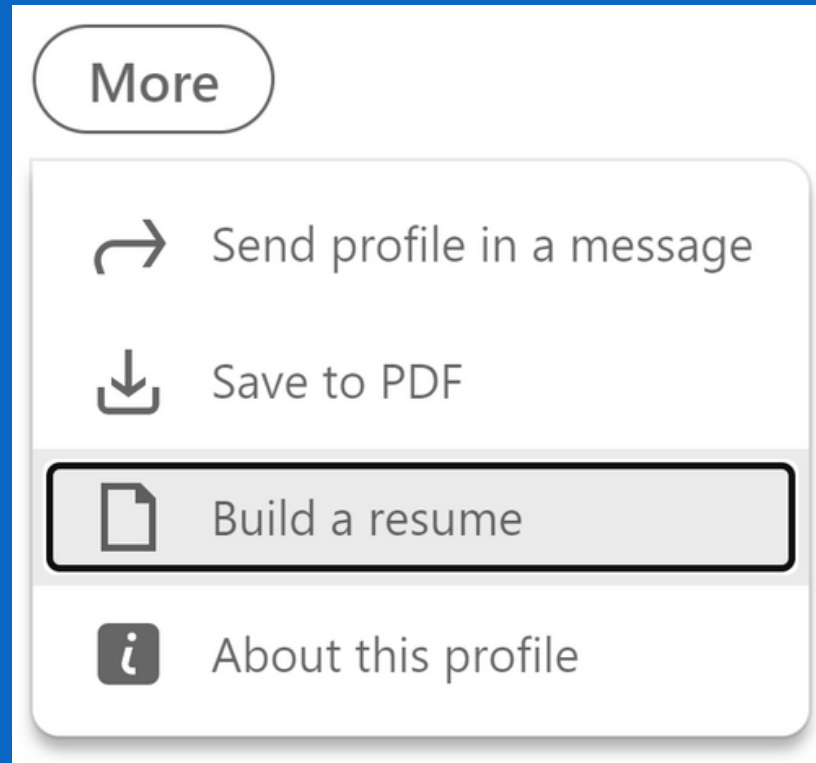 More
Send profile in a message
Save to PDF
Build a resume
About this profile